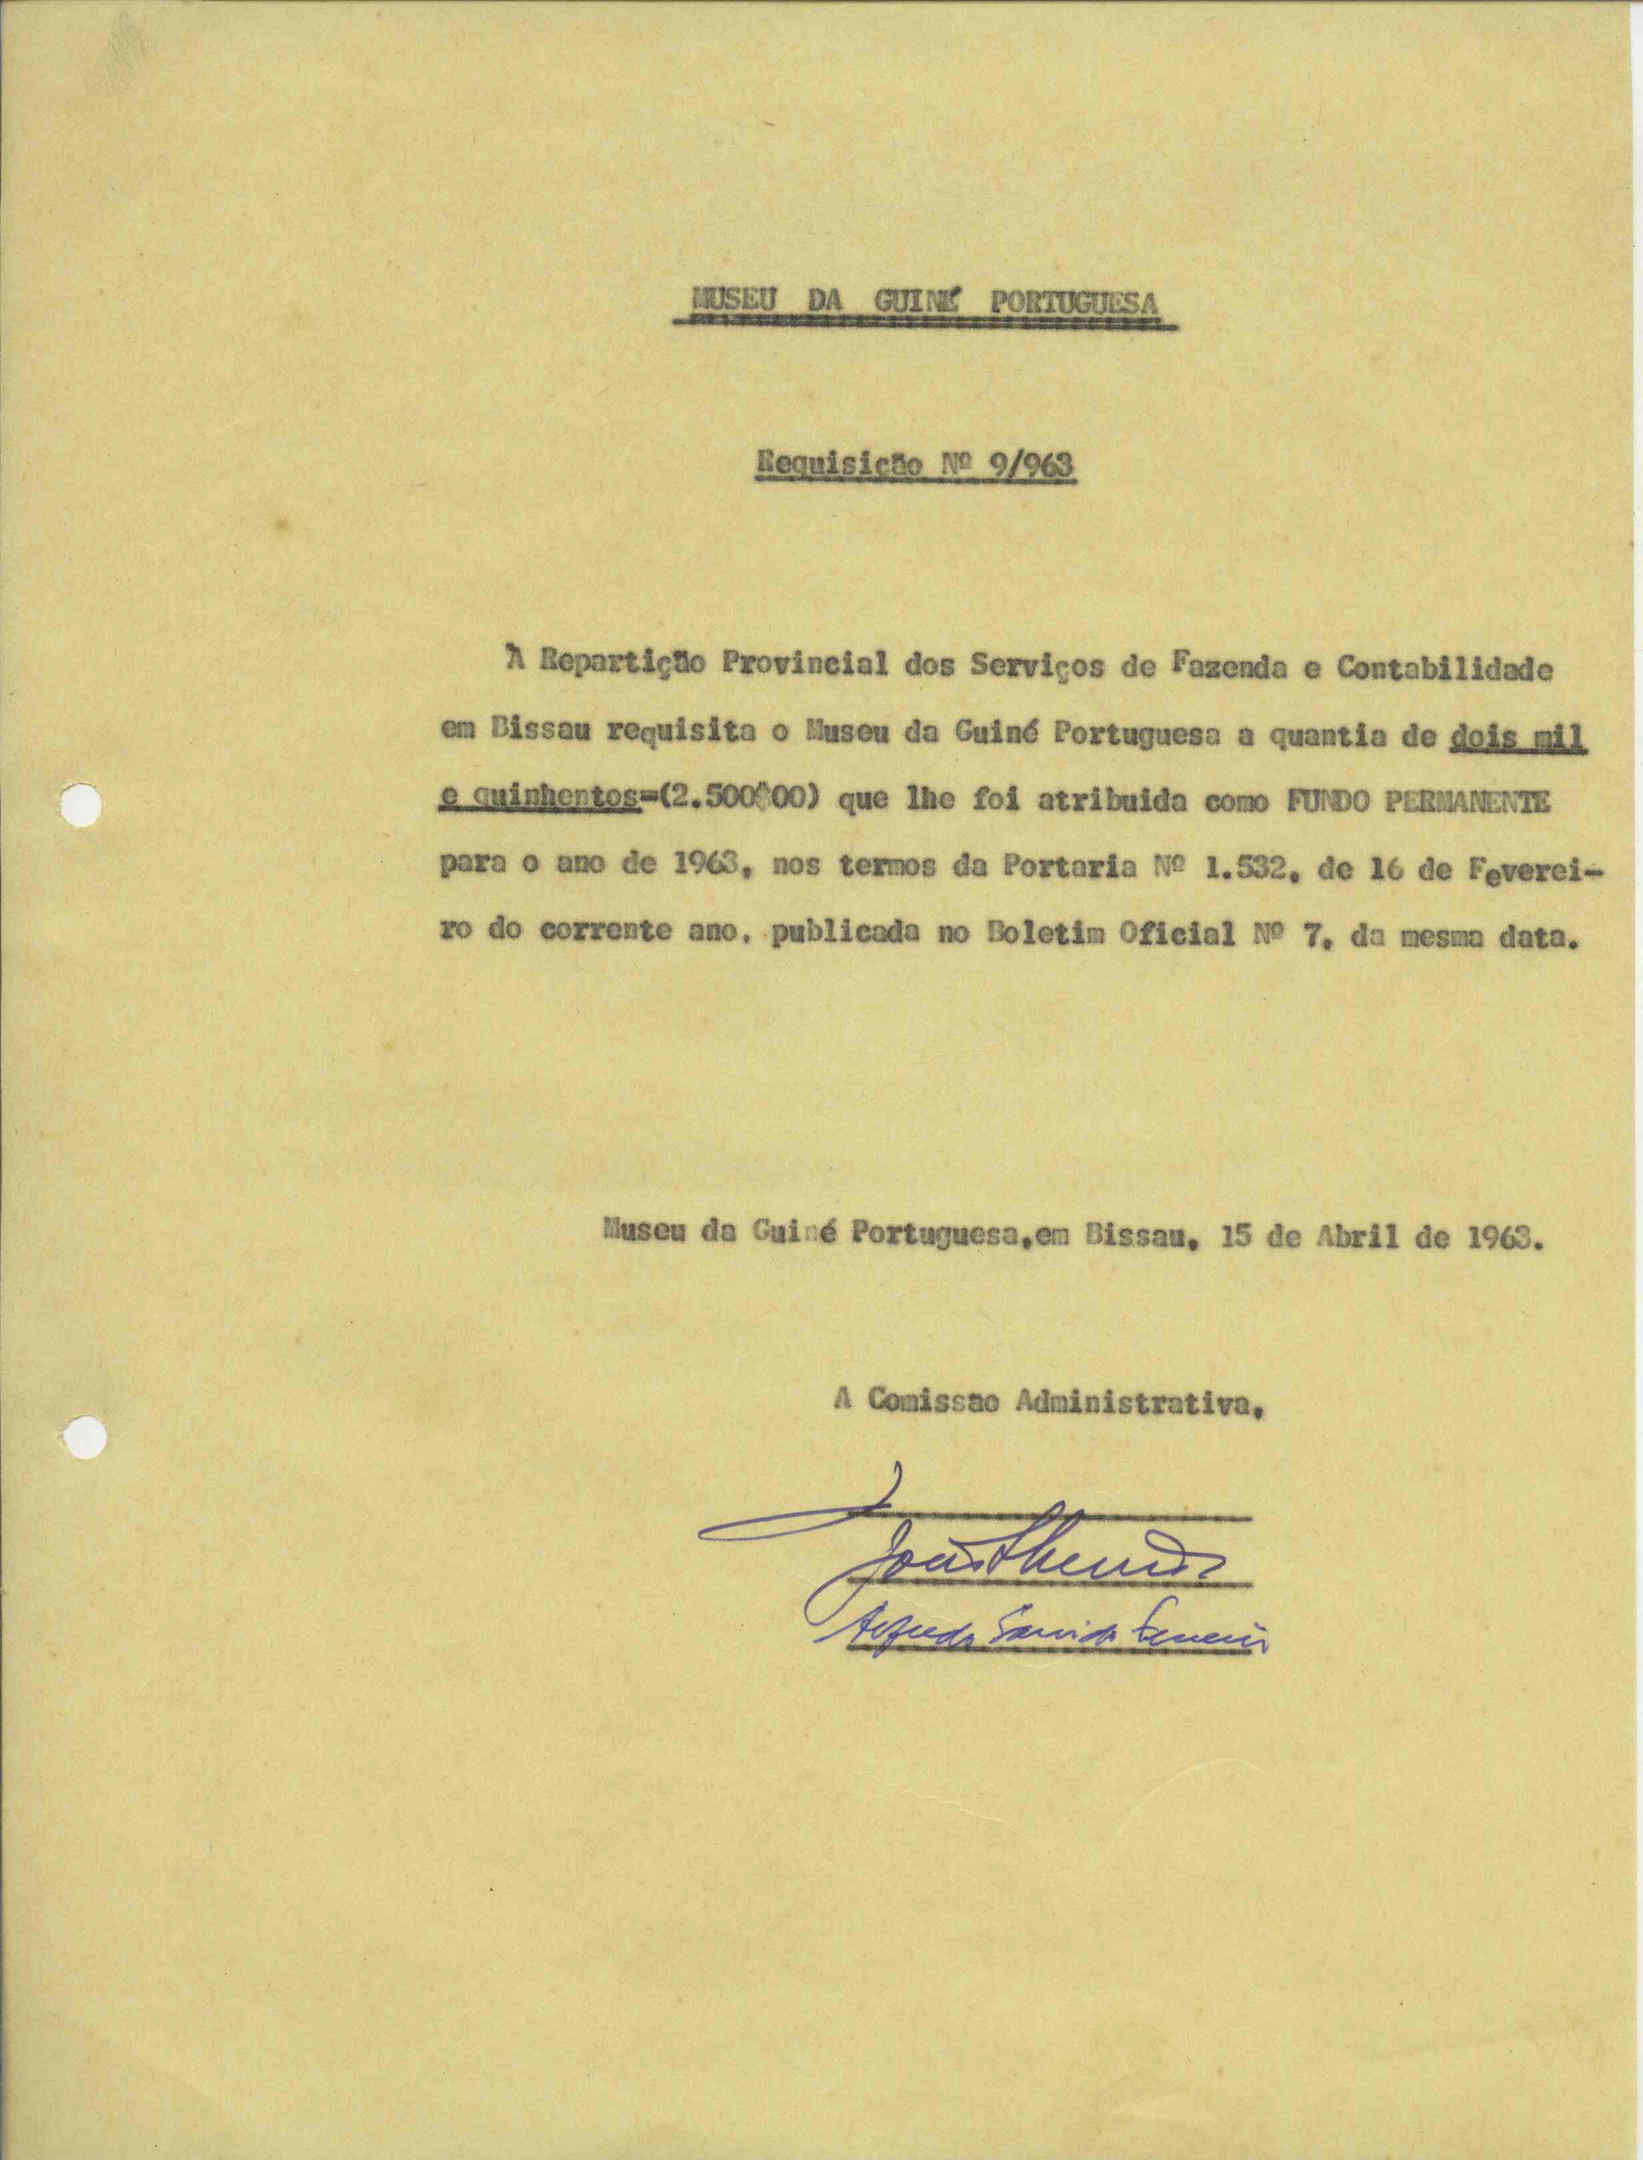 MUSEU DA GUINÉ PORTUGUESA
Requisição Nº 9/963
À Repartição Provincial dos Serviços de Fazenda e Contabilidade
em Bissau requisita o Museu da Guiné Portuguesa a quantia de dois mil
e quinhentos=(2.500$00) que lhe foi atribuida como FUNDO PERMANENTE
para o ano de 1963, nos termos da Portaria Nº 1.532, de 16 de Feverei-
ro do corrente ano, publicada no Boletim Oficial Nº 7, da mesma data.
Museu da Guiné Portuguesa,em Bissau, 15 de Abril de 1963.
A Comissao Administrativa,
Alfredo